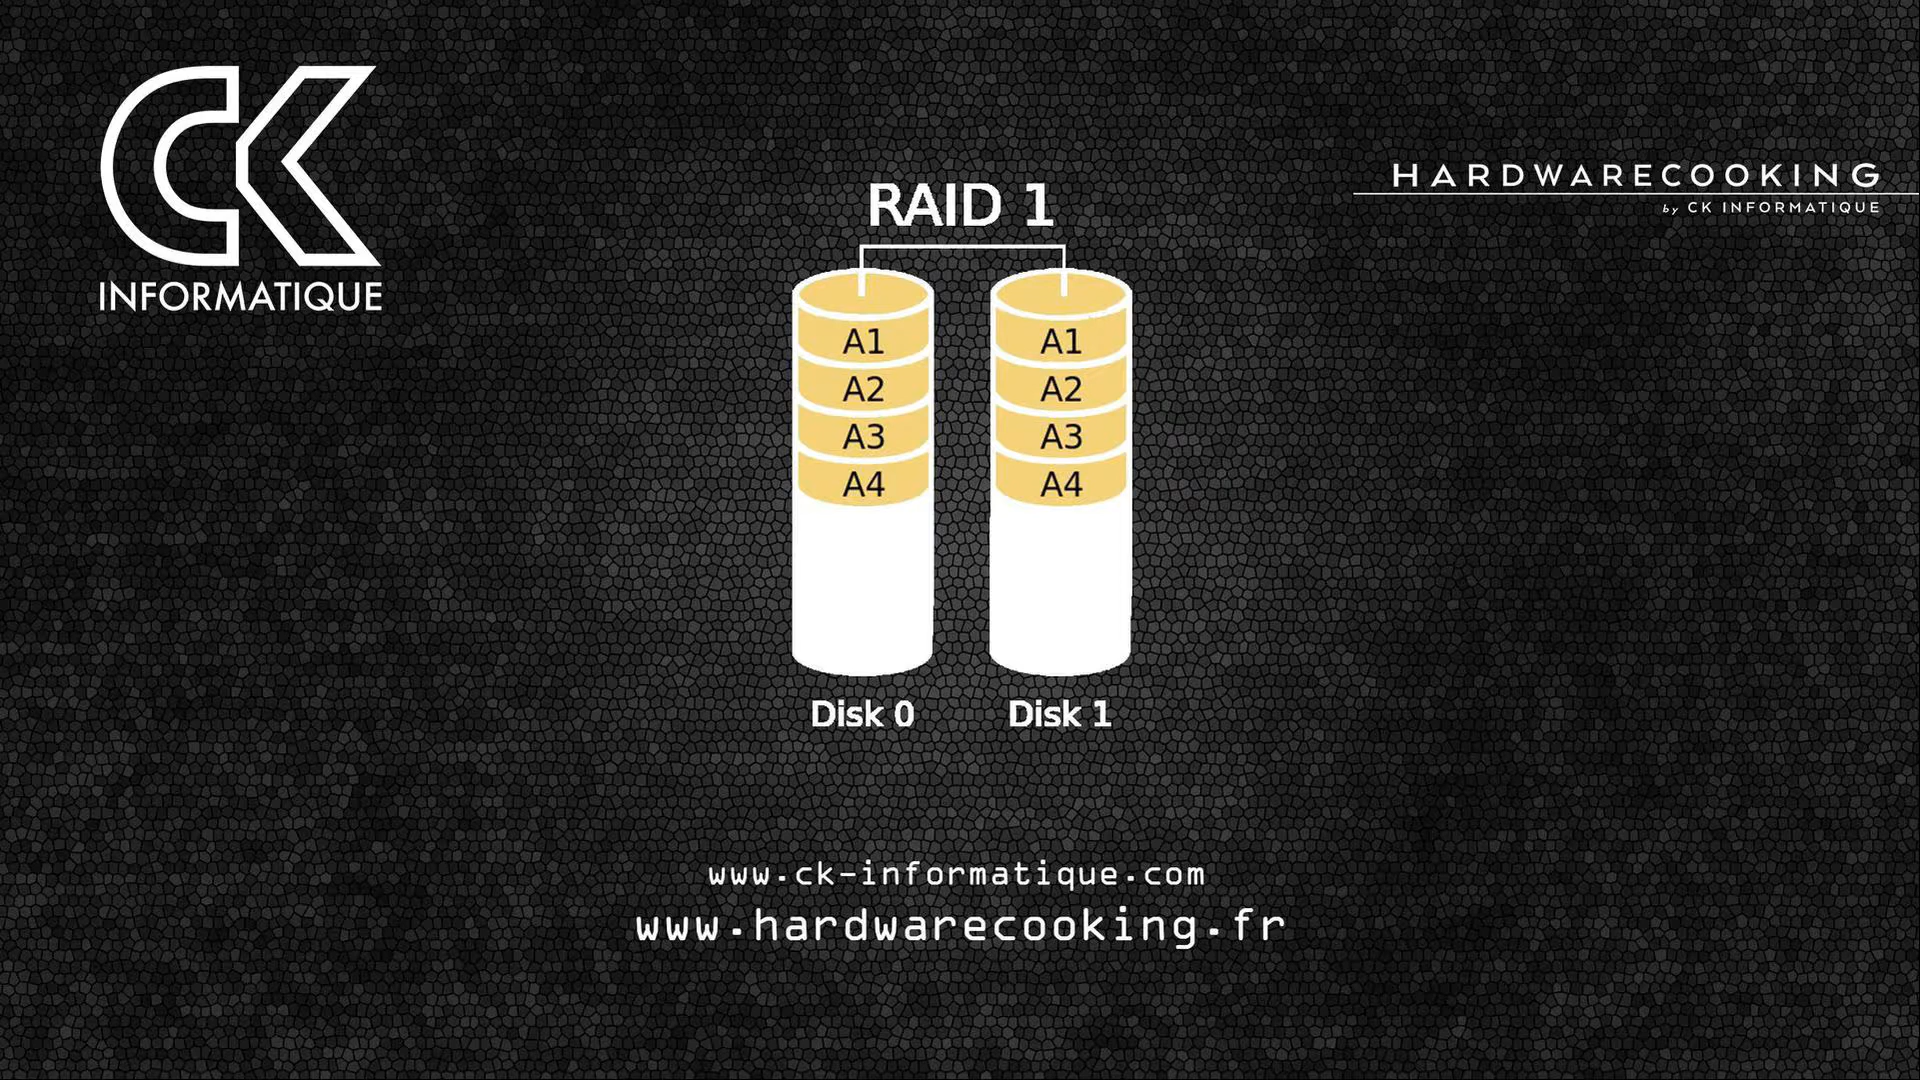 CK
INFORMATIQUE
HARDWARECOOKING
by CK INFORMATIQUE
RAID 1
A1
A2
A3
A4
Disk 0
A1
A2
A3
A4
Disk 1
www.ck-informatique.com
www.hardwarecooking.fr